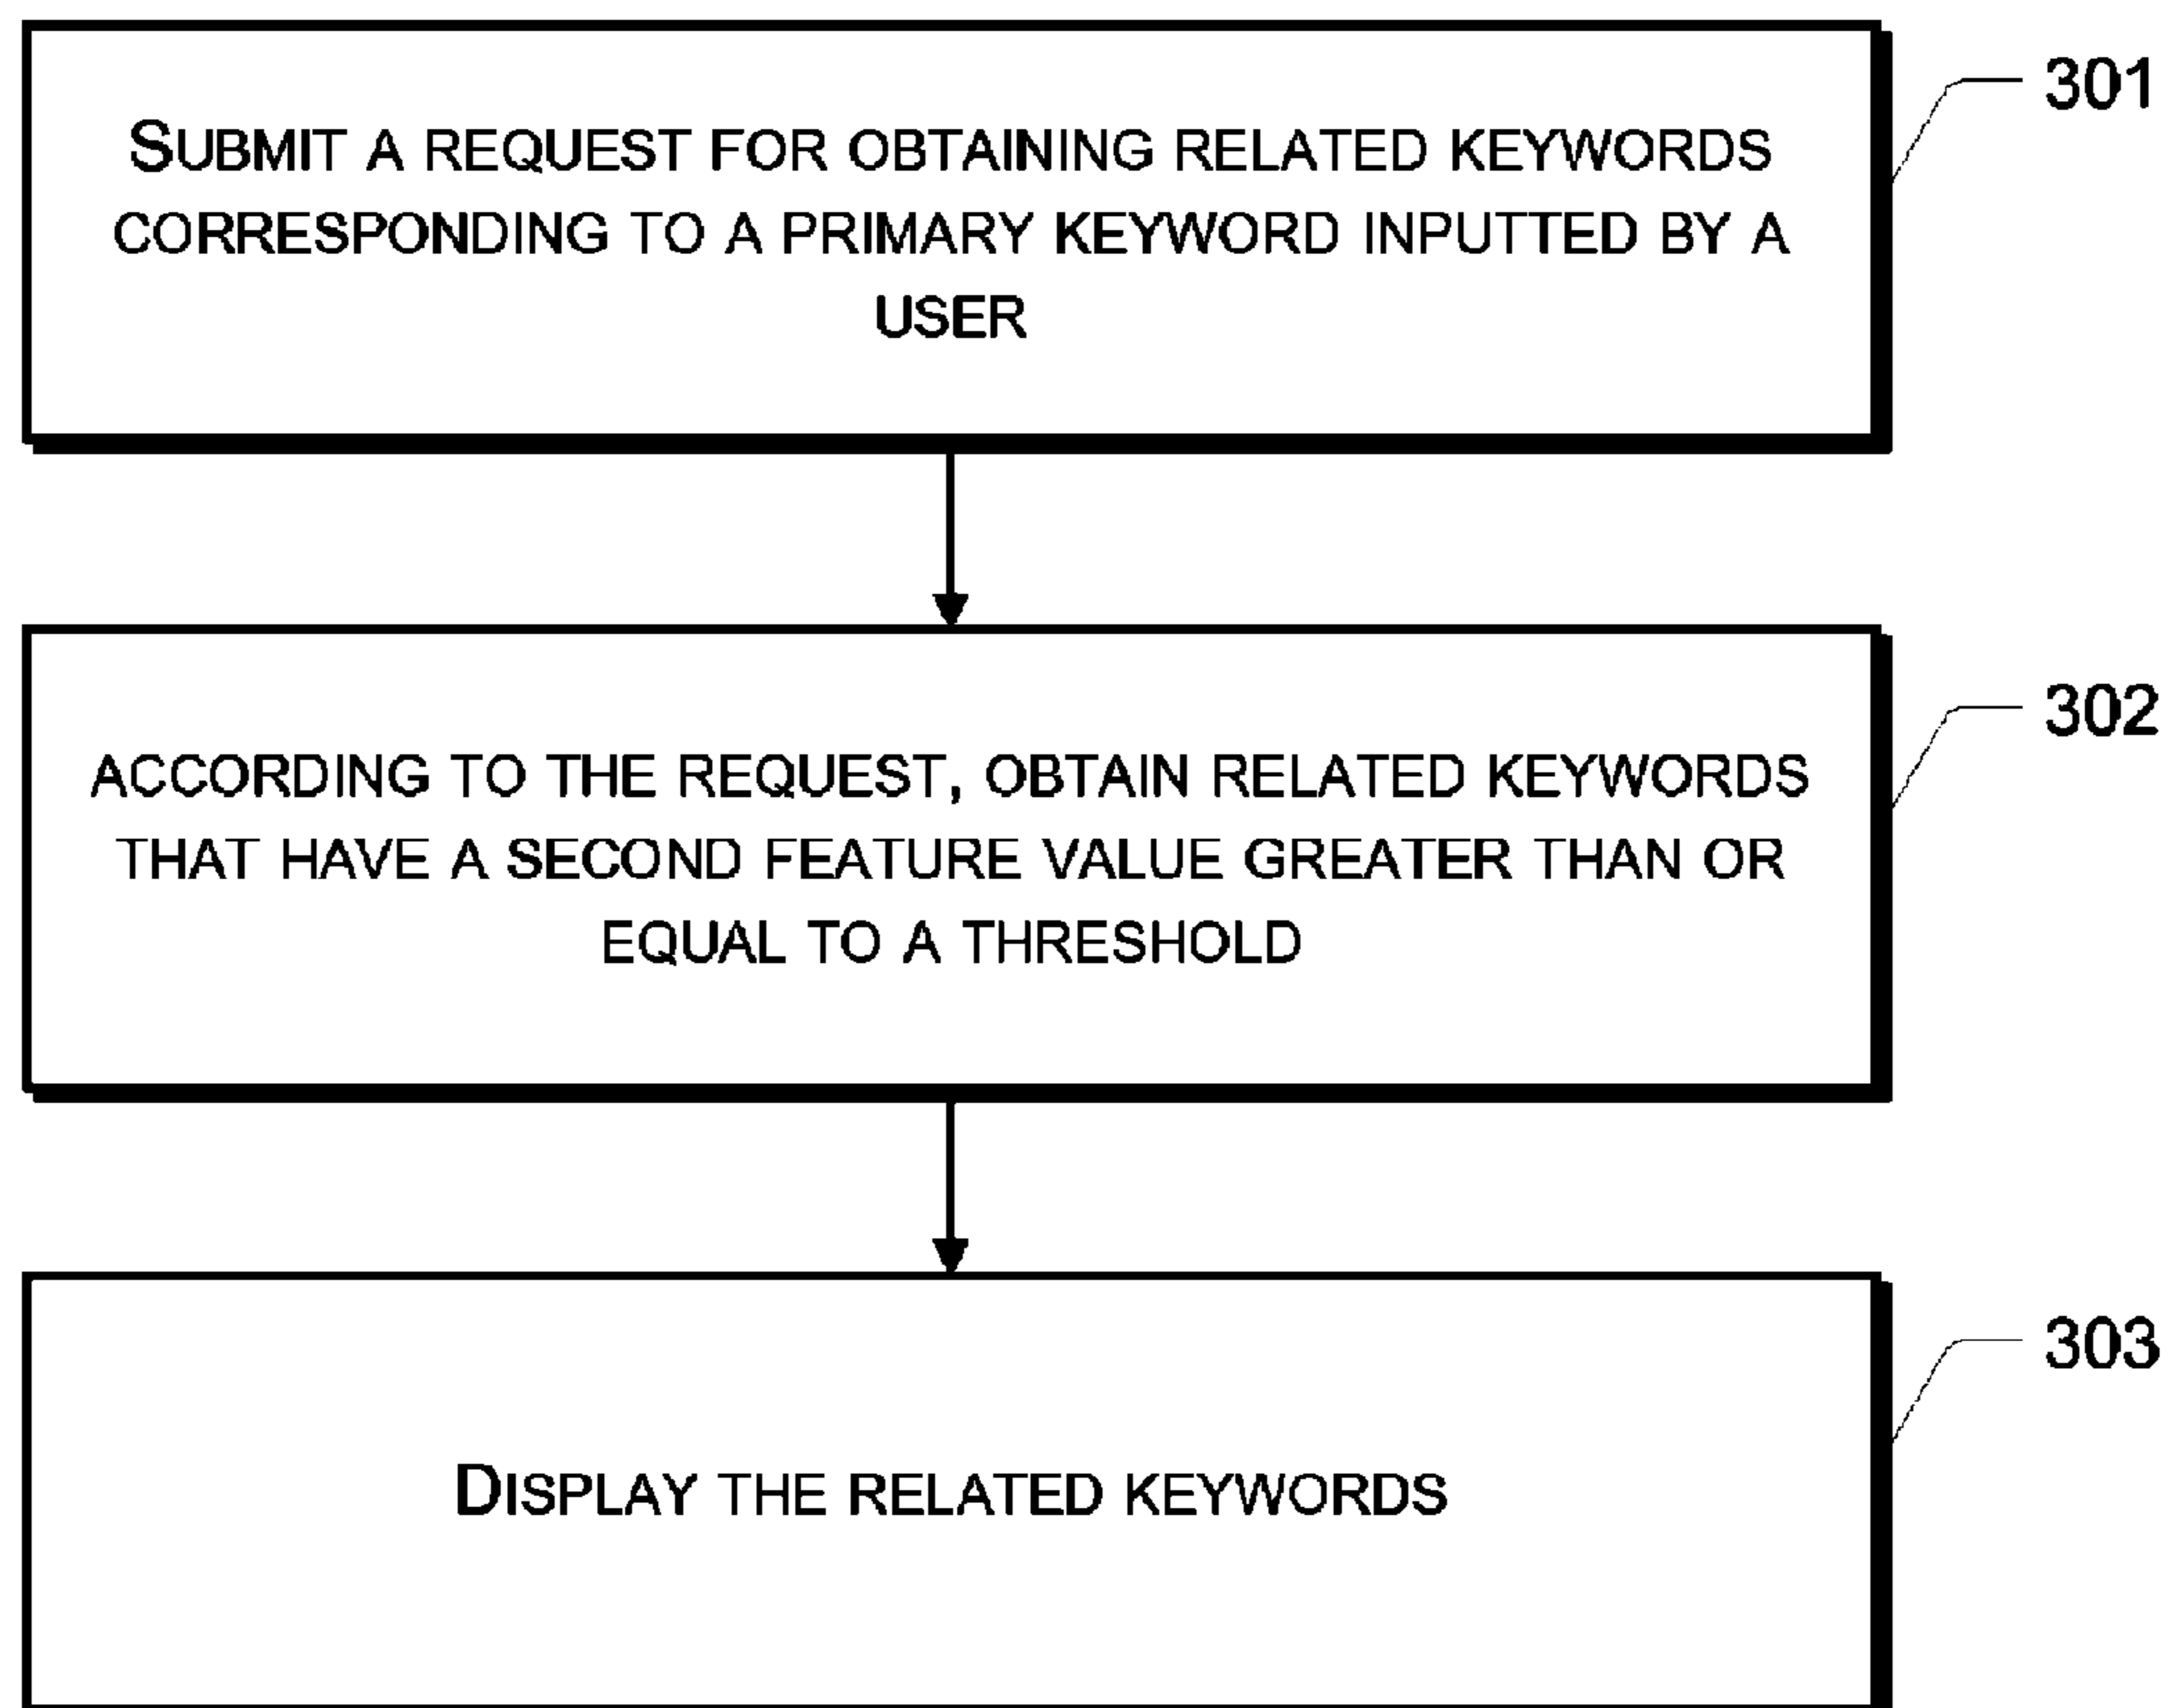 SUBMIT A REQUEST FOR OBTAINING RELATED KEYWORDS
CORRESPONDING TO A PRIMARY KEYWORD INPUTTED BY A
USER
301
ACCORDING TO THE REQUEST, OBTAIN RELATED KEYWORDS
THAT HAVE A SECOND FEATURE VALUE GREATER THAN OR
EQUAL TO A THRESHOLD
302
DISPLAY THE RELATED KEYWORDS
303